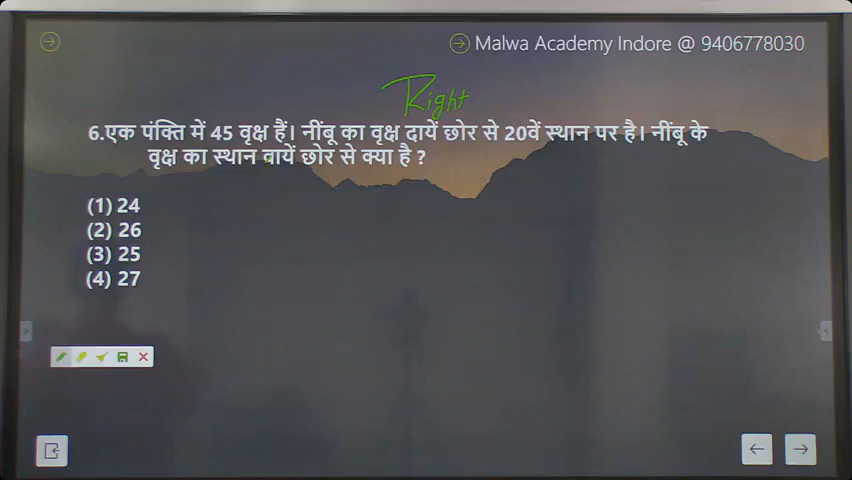 Malwa Academy Indore @ 9406778030
Right
6.एक पंक्ति में 45 वृक्ष हैं। नींबू का वृक्ष दायें छोर से 20वें स्थान पर है। नींबू के
वृक्ष का स्थान वायें छोर से क्या है ?
(1) 24
(2) 26
(3) 25
(4) 27